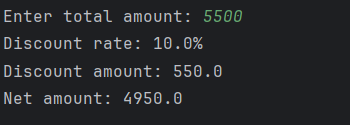 Enter total amount: 5500
Discount rate: 10.0%
Discount amount: 550.0
Net amount: 4950.0